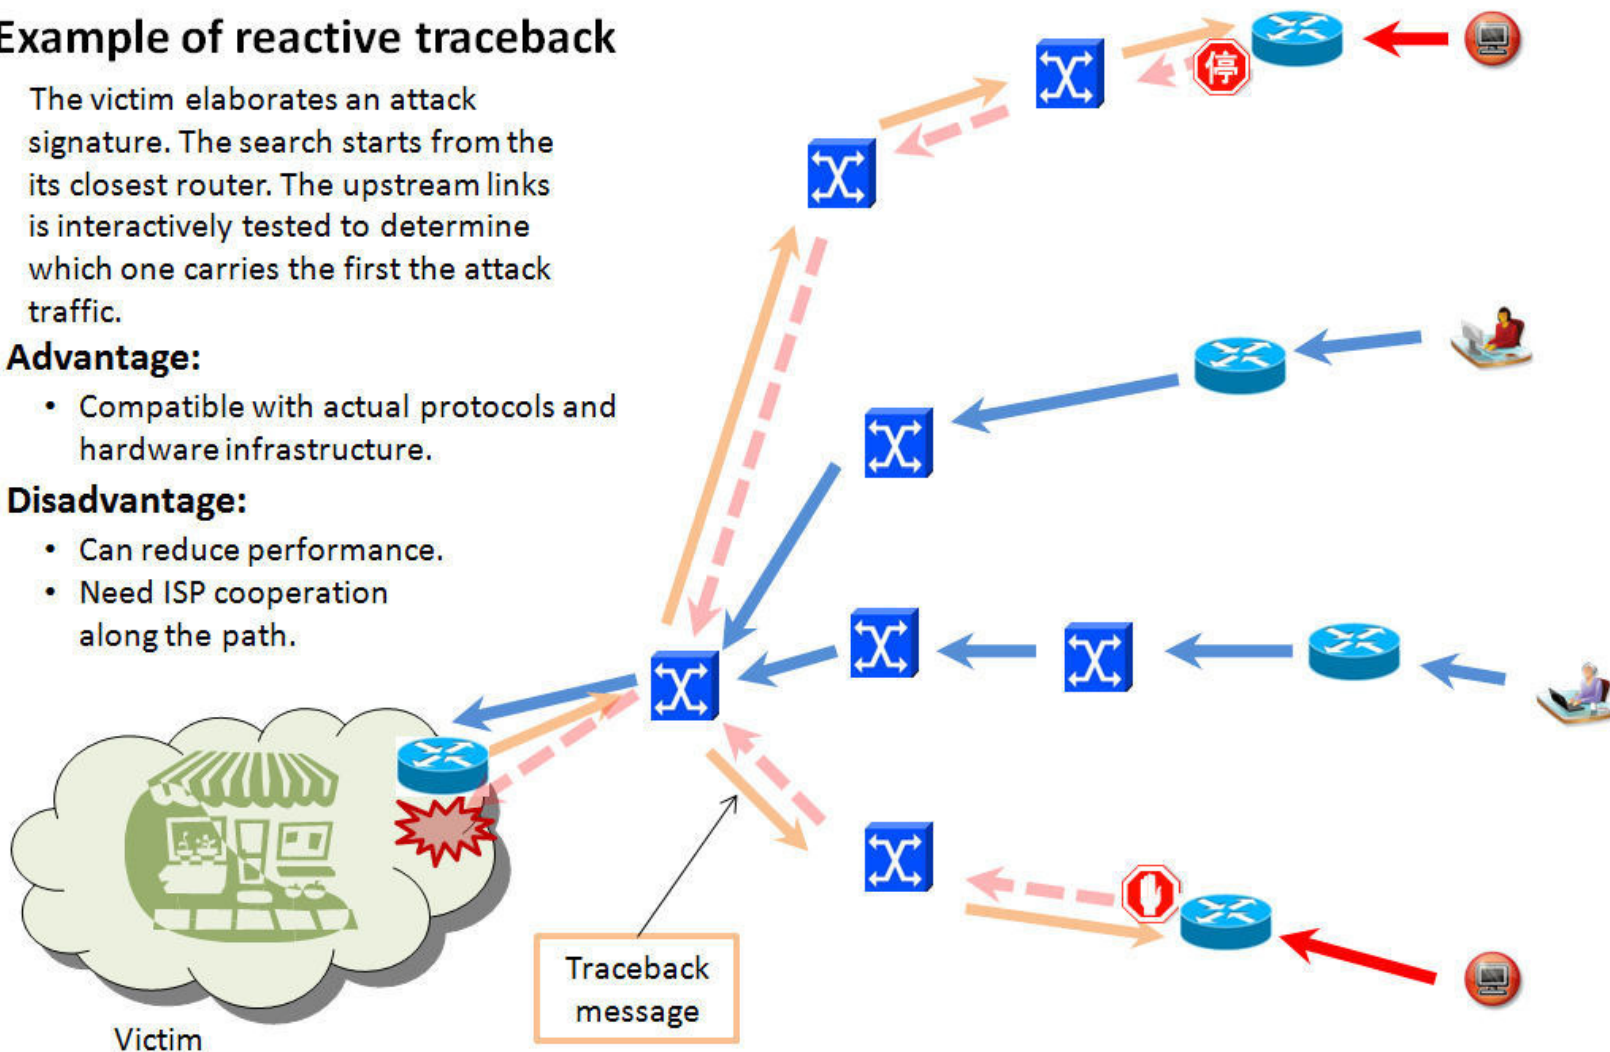 Example of reactive traceback
The victim elaborates an attack
signature. The search starts from the
its closest router. The upstream links
is interactively tested to determine
which one carries the first the attack
traffic.
Advantage:
• Compatible with actual protocols and
hardware infrastructure.
Disadvantage:
• Can reduce performance.
• Need ISP cooperation
along the path.
停
Traceback
message
Victim